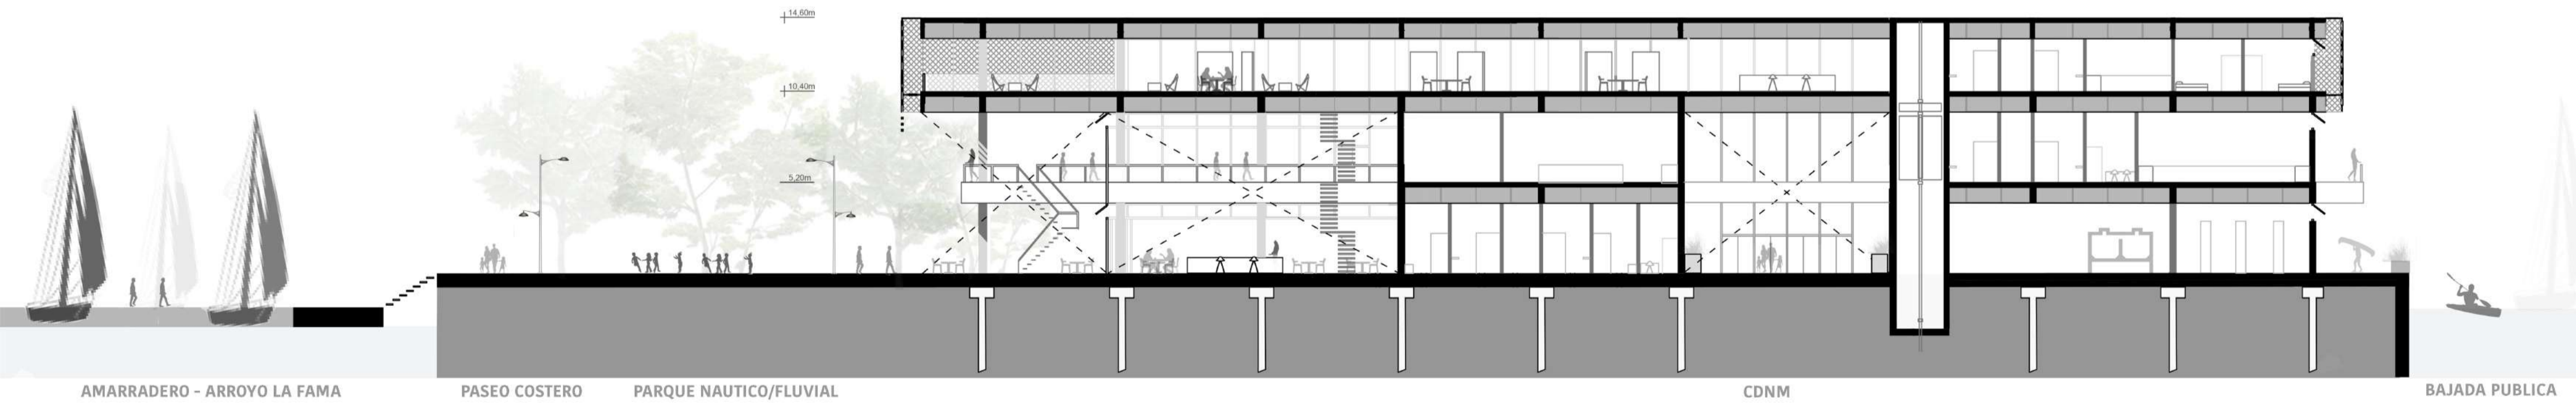 14,60m
10,40m
5,20m
AMARRADERO - ARROYO LA FAMA
PASEO COSTERO
PARQUE NAUTICO/FLUVIAL
CDNM
BAJADA PUBLICA